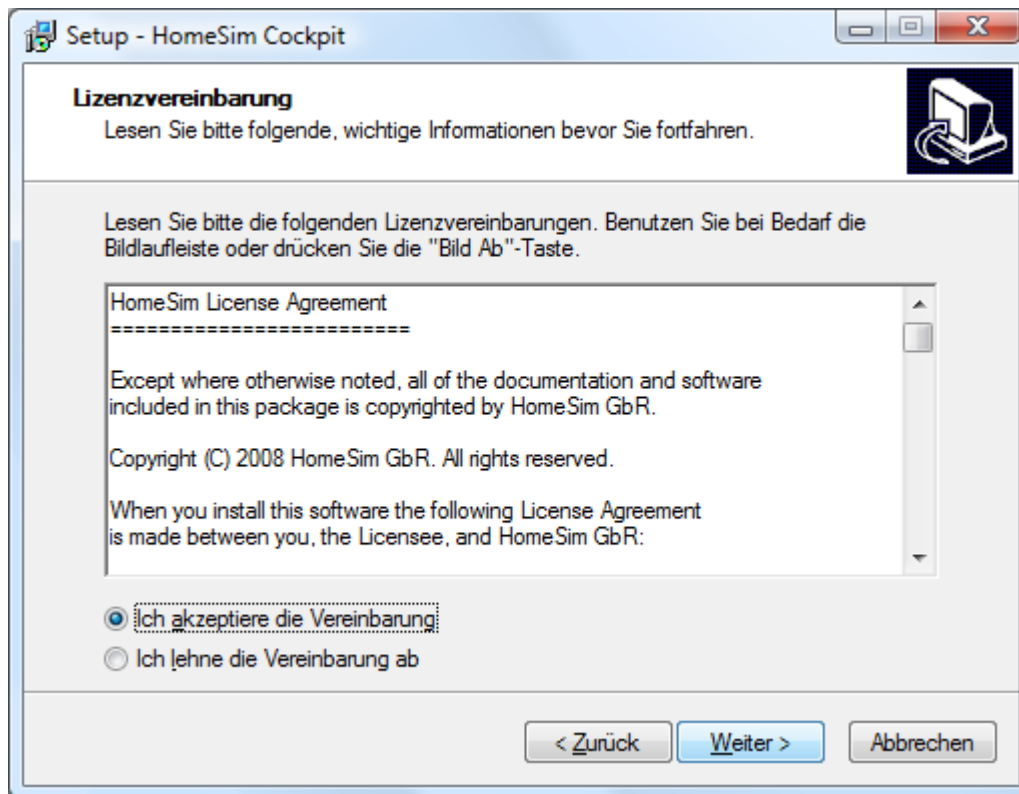 Setup - HomeSim Cockpit
Lizenzvereinbarung
Lesen Sie bitte folgende, wichtige Informationen bevor Sie fortfahren.
Lesen Sie bitte die folgenden Lizenzvereinbarungen. Benutzen Sie bei Bedarf die
Bildlaufleiste oder drücken Sie die "Bild Ab"-Taste.
HomeSim License Agreement
=========================
Except where otherwise noted, all of the documentation and software
included in this package is copyrighted by HomeSim GbR.
Copyright (C) 2008 HomeSim GbR. All rights reserved.
When you install this software the following License Agreement
is made between you, the Licensee, and HomeSim GbR:
Ich akzeptiere die Vereinbarung
Ich lehne die Vereinbarung ab
< Zurück
Weiter >
Abbrechen